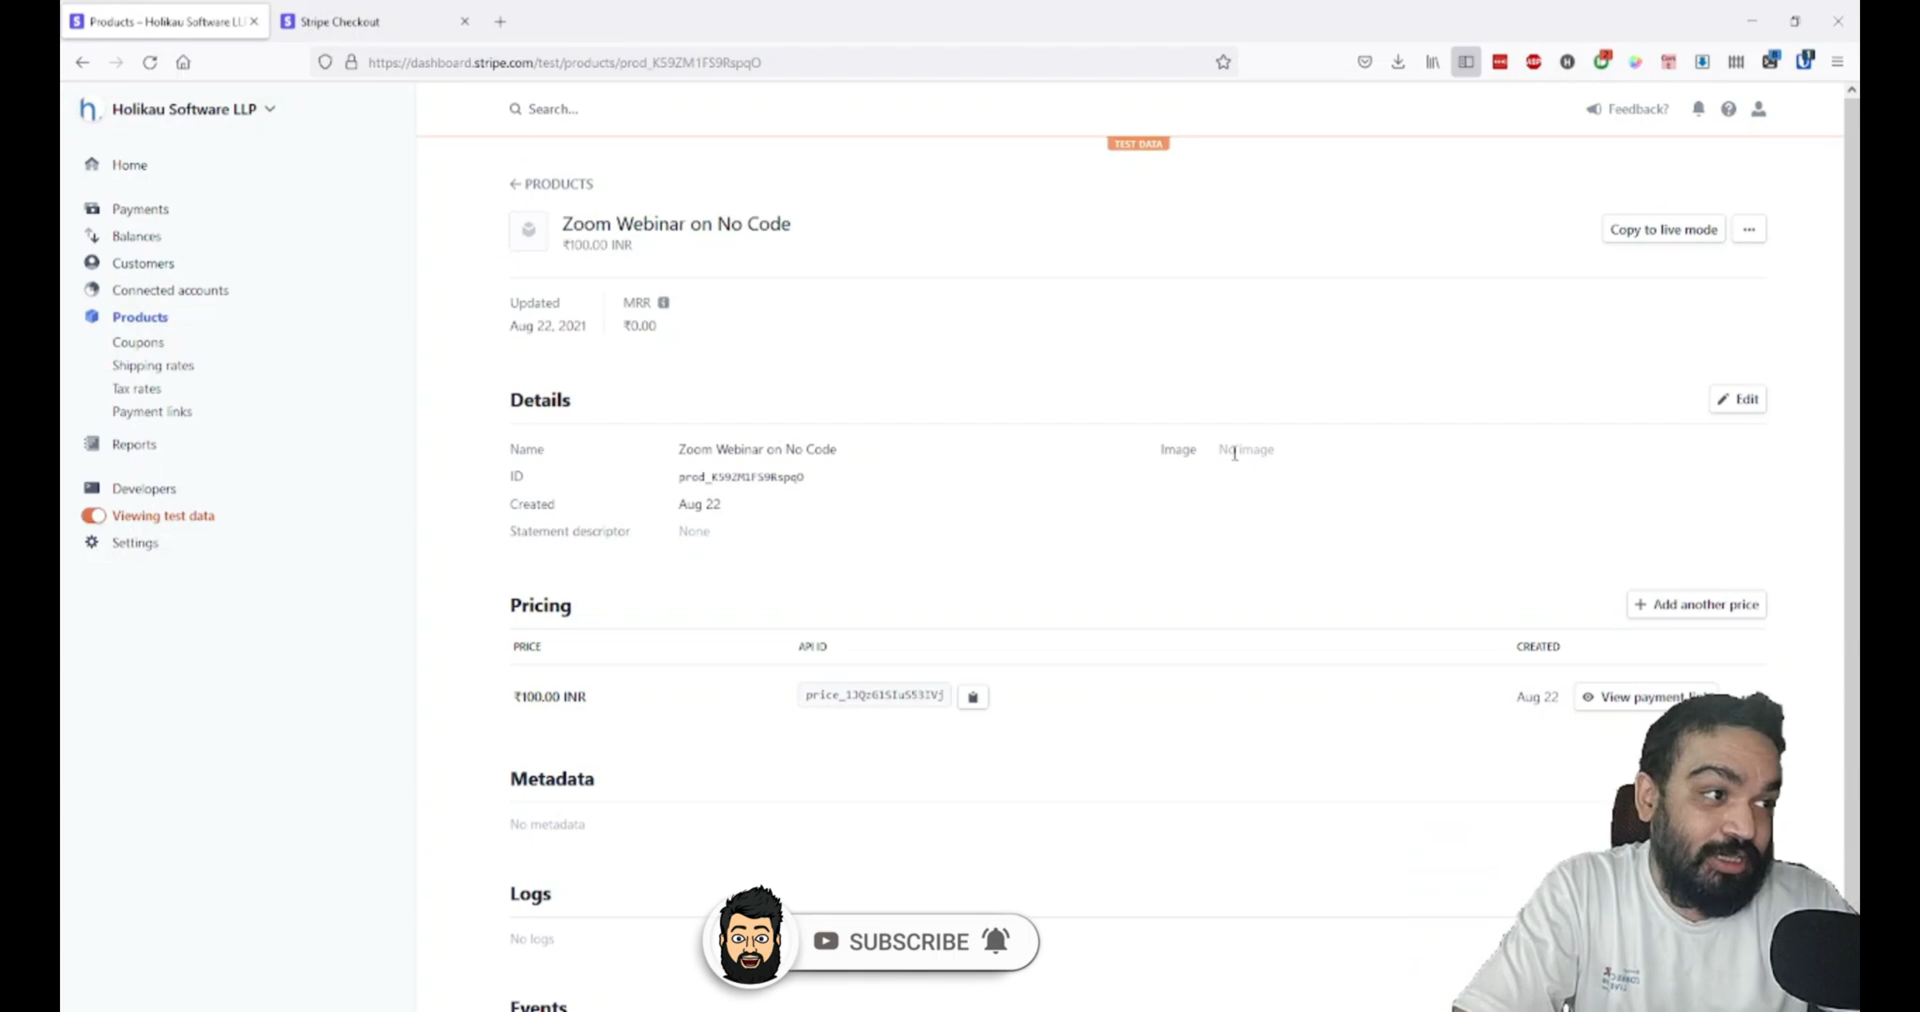 Products – Holikau Software LL
Stripe Checkout
https://dashboard.stripe.com/test/products/prod_K59ZM1FS9RspqO
Holikau Software LLP
Search...
Feedback?
TEST DATA
Home
Payments
Balances
Customers
Connected accounts
Products
Coupons
Shipping rates
Tax rates
Payment links
Reports
Developers
Viewing test data
Settings
PRODUCTS
Zoom Webinar on No Code
₹100.00 INR
Copy to live mode
Updated
MRR
Aug 22, 2021
₹0.00
Details
Edit
Name
Zoom Webinar on No Code
Image
No image
ID
prod_K59ZM1FS9RspqO
Created
Aug 22
Statement descriptor
None
Pricing
Add another price
PRICE
API ID
CREATED
₹100.00 INR
price_1JQz61SIuS53IVj
Aug 22
View payment
Metadata
No metadata
Logs
No logs
SUBSCRIBE
Events